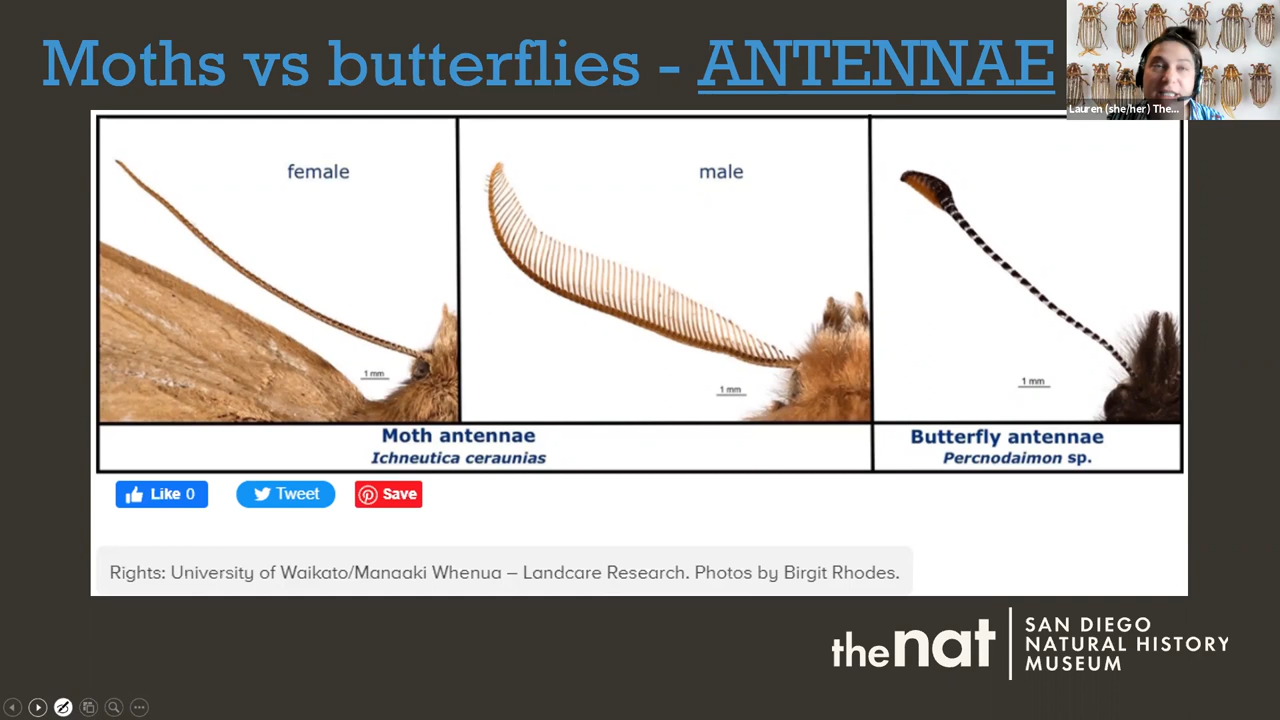 Moths vs butterflies - ANTENNAE
Lauren (she/her) The...
female
male
1 mm
1 mm
1 mm
Moth antennae
Ichneutica ceraunias
Butterfly antennae
Percnodaimon sp.
Like 0
Tweet
Save
Rights: University of Waikato/Manaaki Whenua – Landcare Research. Photos by Birgit Rhodes.
thenat
SAN DIEGO
NATURAL HISTORY
MUSEUM